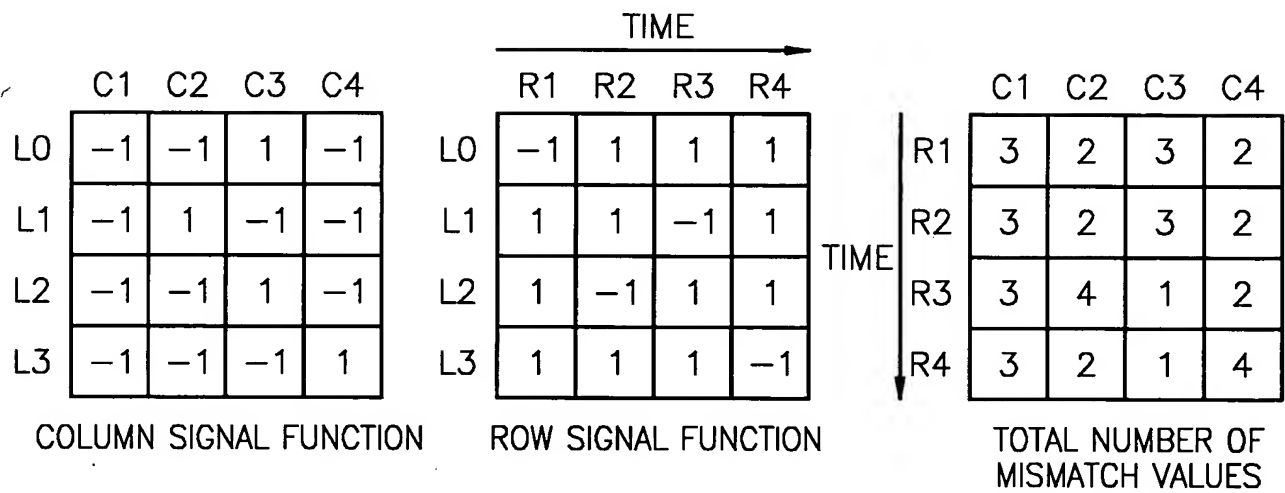 TIME
C1 C2 C3 C4
L0 −1 −1 1 −1
L1 −1 1 −1 −1
L2 −1 −1 1 −1
L3 −1 −1 −1 1
COLUMN SIGNAL FUNCTION
R1 R2 R3 R4
L0 −1 1 1 1
L1 1 1 −1 1
L2 1 −1 1 1
L3 1 1 1 −1
ROW SIGNAL FUNCTION
TIME
C1 C2 C3 C4
R1 3 2 3 2
R2 3 2 3 2
R3 3 4 1 2
R4 3 2 1 4
TOTAL NUMBER OF
MISMATCH VALUES